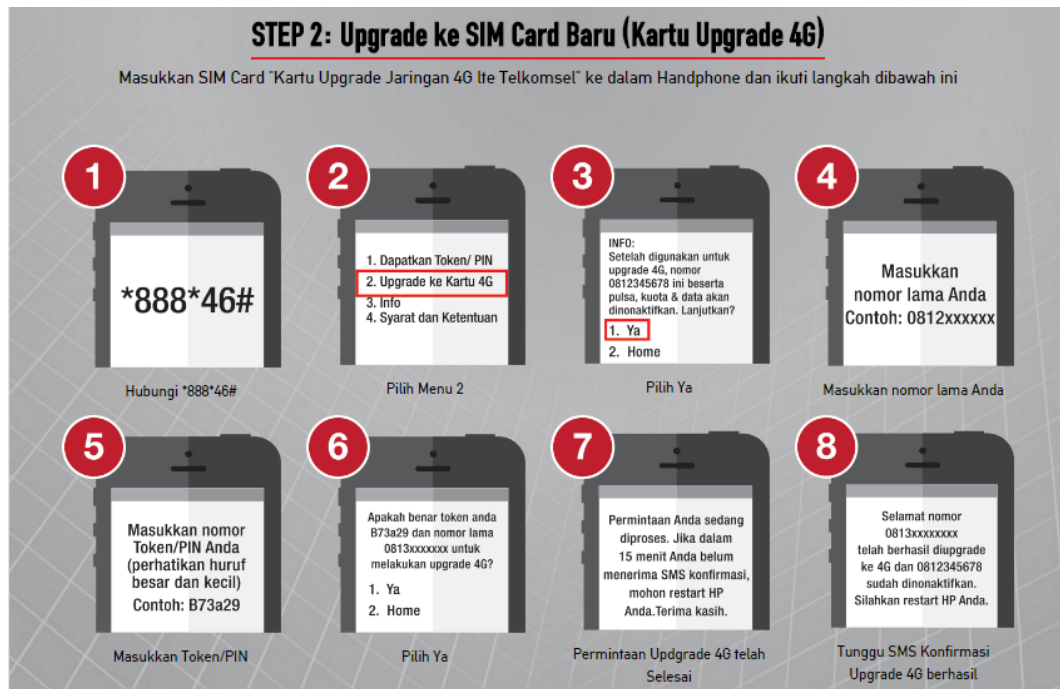 STEP 2: Upgrade ke SIM Card Baru (Kartu Upgrade 4G)
Masukkan SIM Card "Kartu Upgrade Jaringan 4G lte Telkomsel" ke dalam Handphone dan ikuti langkah dibawah ini
1
*888*46#
Hubungi *888*46#
2
1. Dapatkan Token/ PIN
2. Upgrade ke Kartu 4G
3. Info
4. Syarat dan Ketentuan
Pilih Menu 2
3
INFO:
Setelah digunakan untuk
upgrade 4G, nomor
0812345678 ini beserta
pulsa, kuota & data akan
dinonaktifkan. Lanjutkan?
1. Ya
2. Home
Pilih Ya
4
Masukkan
nomor lama Anda
Contoh: 0812xxxxxx
Masukkan nomor lama Anda
5
Masukkan nomor
Token/PIN Anda
(perhatikan huruf
besar dan kecil)
Contoh: B73a29
Masukkan Token/PIN
6
Apakah benar token anda
B73a29 dan nomor lama
0813xxxxxxx untuk
melakukan upgrade 4G?
1. Ya
2. Home
Pilih Ya
7
Permintaan Anda sedang
diproses. Jika dalam
15 menit Anda belum
menerima SMS konfirmasi,
mohon restart HP
Anda.Terima kasih.
Permintaan Updgrade 4G telah
Selesai
8
Selamat nomor
0813xxxxxxxx
telah berhasil diupgrade
ke 4G dan 0812345678
sudah dinonaktifkan.
Silahkan restart HP Anda.
Tunggu SMS Konfirmasi
Upgrade 4G berhasil